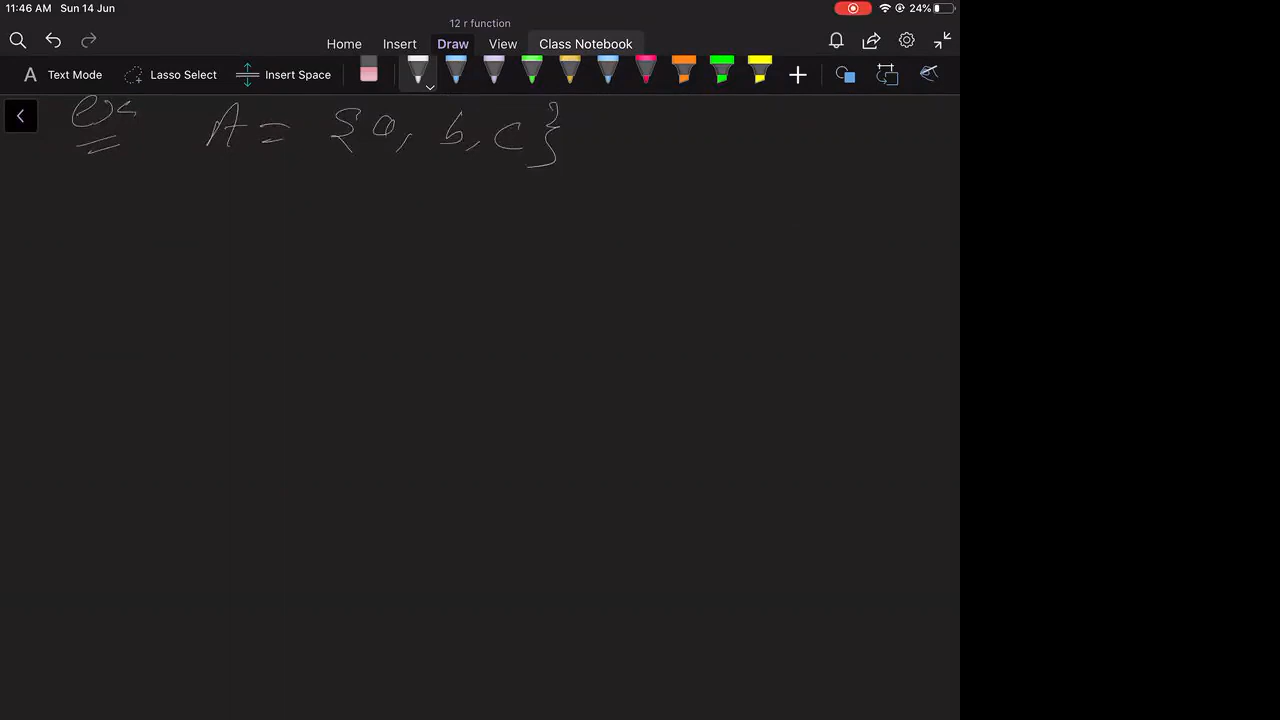 11:46 AM Sun 14 Jun 24%
12 r function
Home Insert Draw View Class Notebook
A Text Mode Lasso Select Insert Space
ex A = {a, b, c}